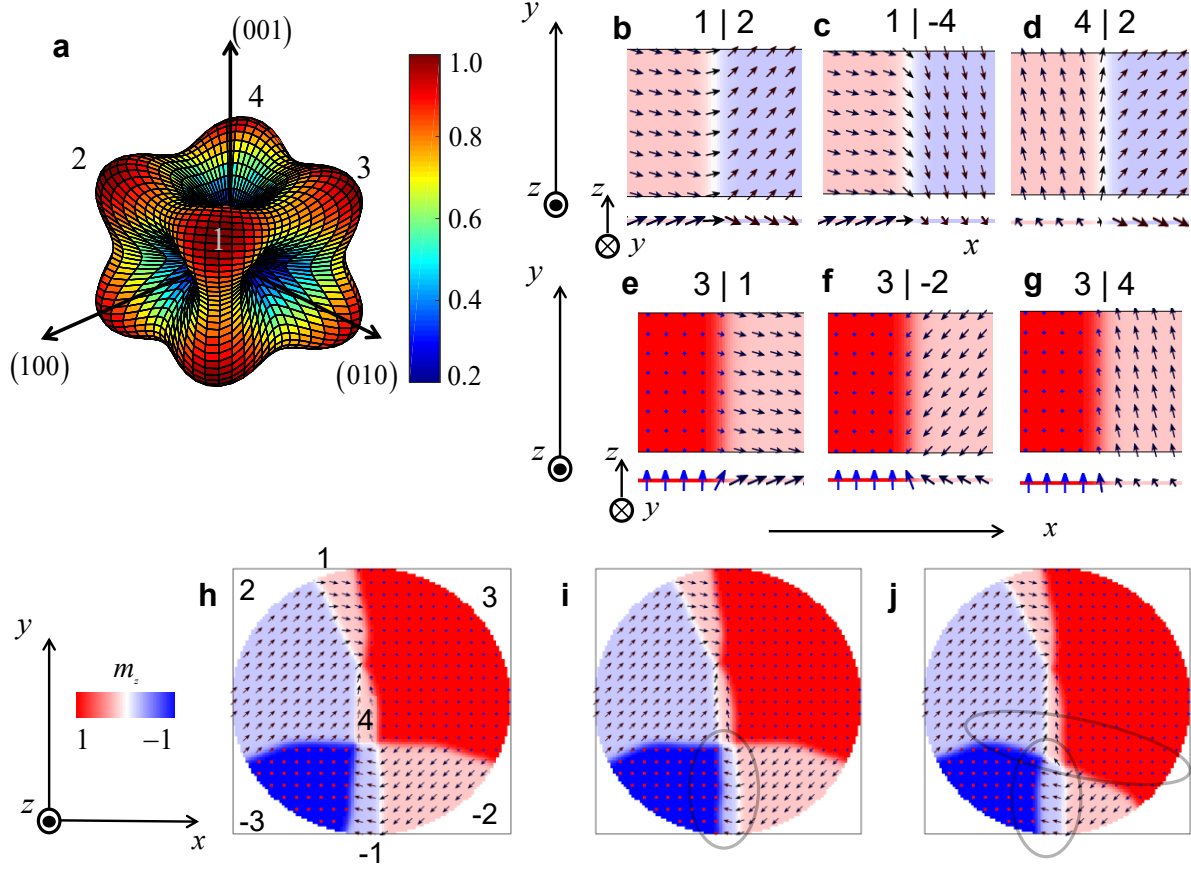 a
(001)
4
2
3
1
(100)
(010)
1.0
0.8
0.6
0.4
0.2
y
b 1 | 2
c 1 | -4
d 4 | 2
z
z
y
x
y
e 3 | 1
f 3 | -2
g 3 | 4
z
z
y
x
h
1
2
3
4
-3
-2
-1
i
j
y
m_z
1 −1
z
x